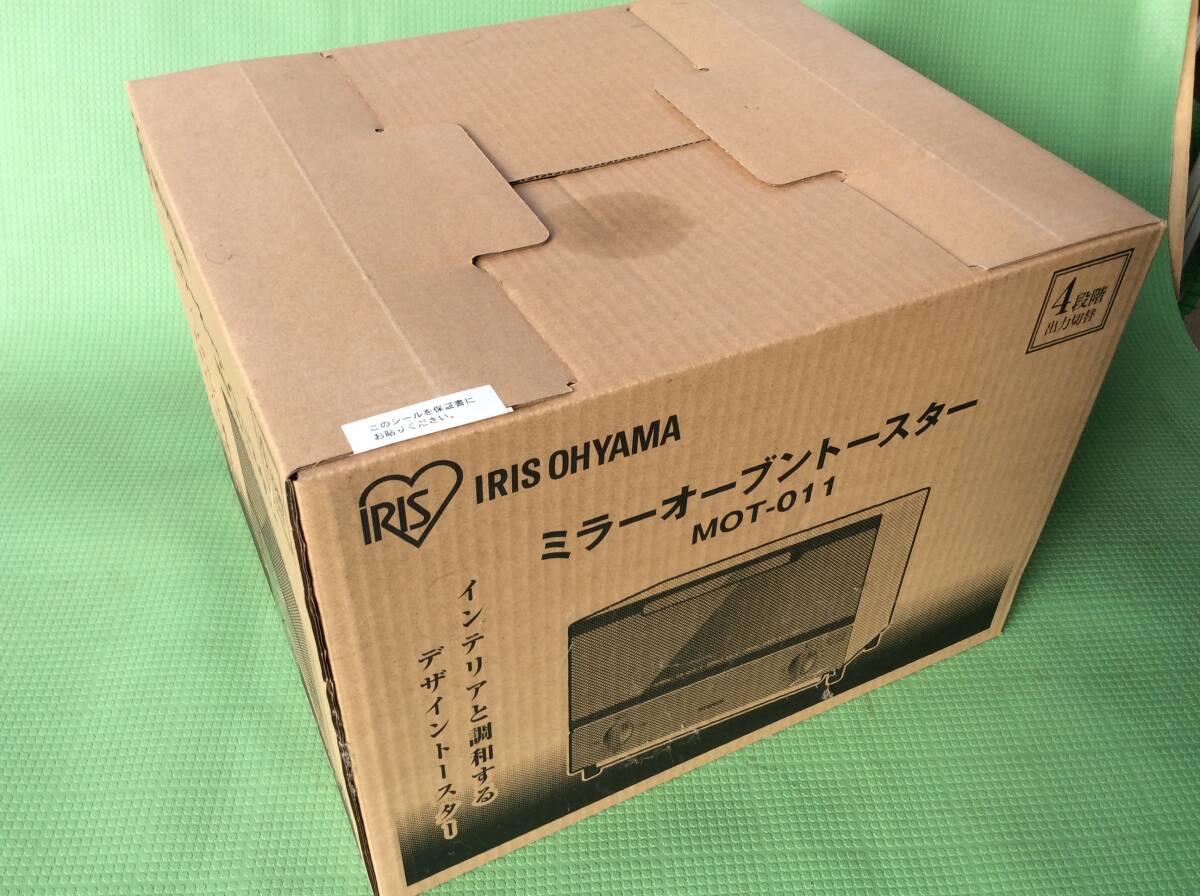 このシールを保証書に
お貼りください。
IRIS
IRIS OHYAMA
4段階
出力切替
ミラーオーブントースター
MOT-011
インテリアと調和する
デザイントースター